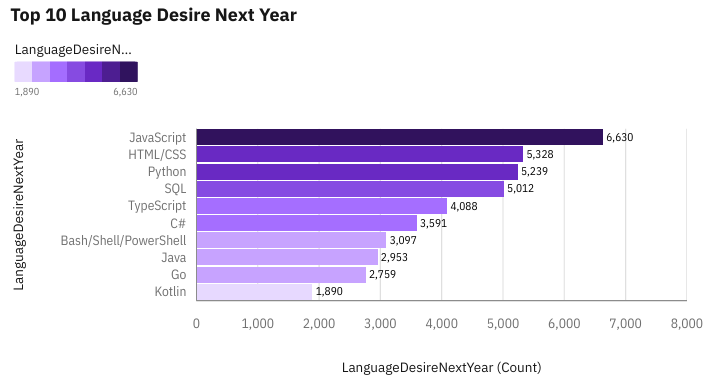 Top 10 Language Desire Next Year
LanguageDesireN...
1,890 6,630
LanguageDesireNextYear
JavaScript 6,630
HTML/CSS 5,328
Python 5,239
SQL 5,012
TypeScript 4,088
C# 3,591
Bash/Shell/PowerShell 3,097
Java 2,953
Go 2,759
Kotlin 1,890
0 1,000 2,000 3,000 4,000 5,000 6,000 7,000 8,000
LanguageDesireNextYear (Count)